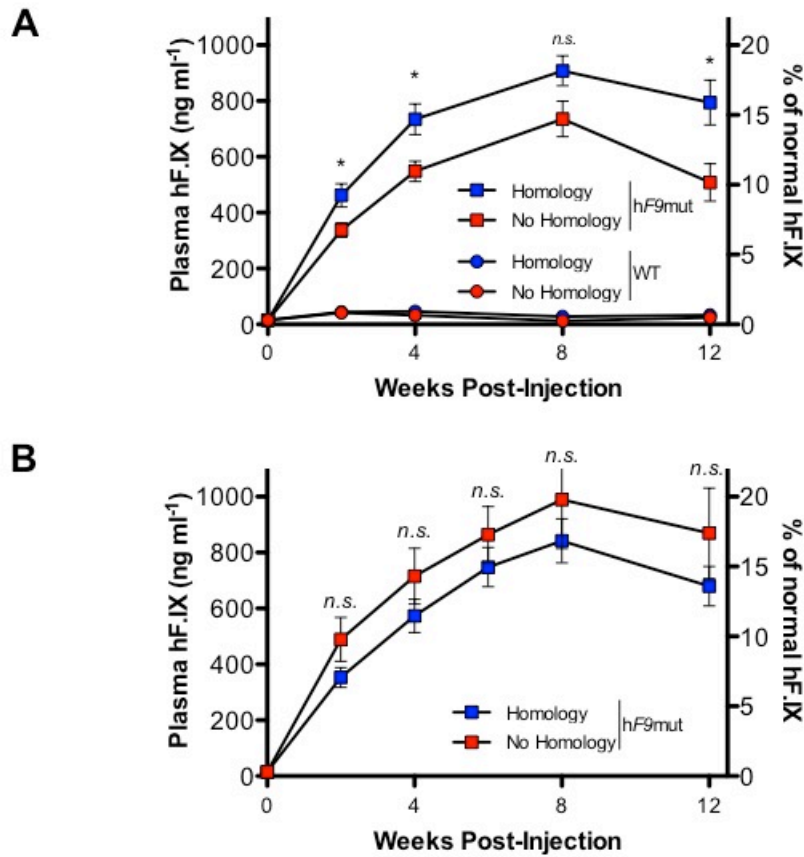 A
Plasma hF.IX (ng ml-1)
1000
800
600
400
200
0
*
*
n.s.
*
20
15
10
5
0
% of normal hF.IX
Homology
No Homology
hF9mut
Homology
No Homology
WT
0
4
8
12
Weeks Post-Injection
B
Plasma hF.IX (ng ml-1)
1000
800
600
400
200
0
n.s.
n.s.
n.s.
n.s.
n.s.
20
15
10
5
0
% of normal hF.IX
Homology
No Homology
hF9mut
0
4
8
12
Weeks Post-Injection